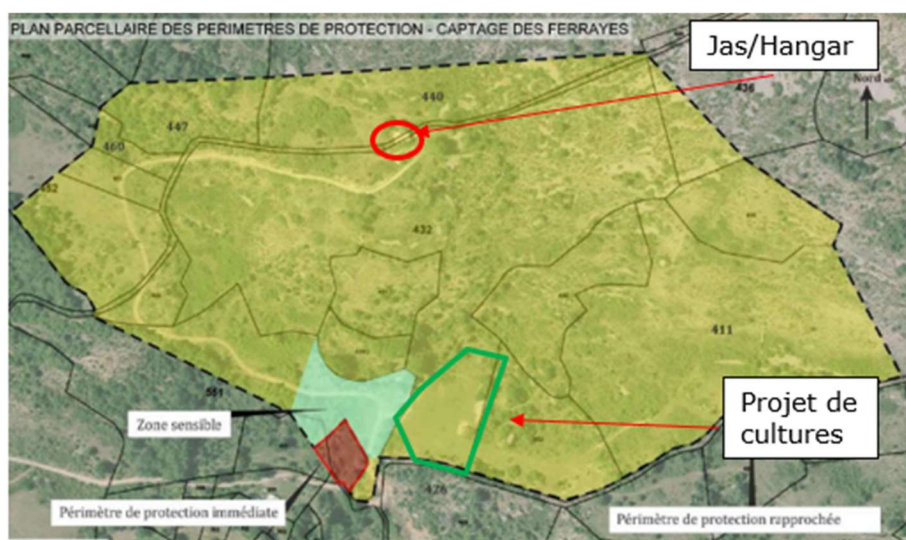 PLAN PARCELLAIRE DES PERIMETRES DE PROTECTION - CAPTAGE DES FERRAYES
Jas/Hangar
Nord
436
440
447
460
452
432
411
551
Zone sensible
Projet de
cultures
476
Périmètre de protection immédiate
Périmètre de protection rapprochée